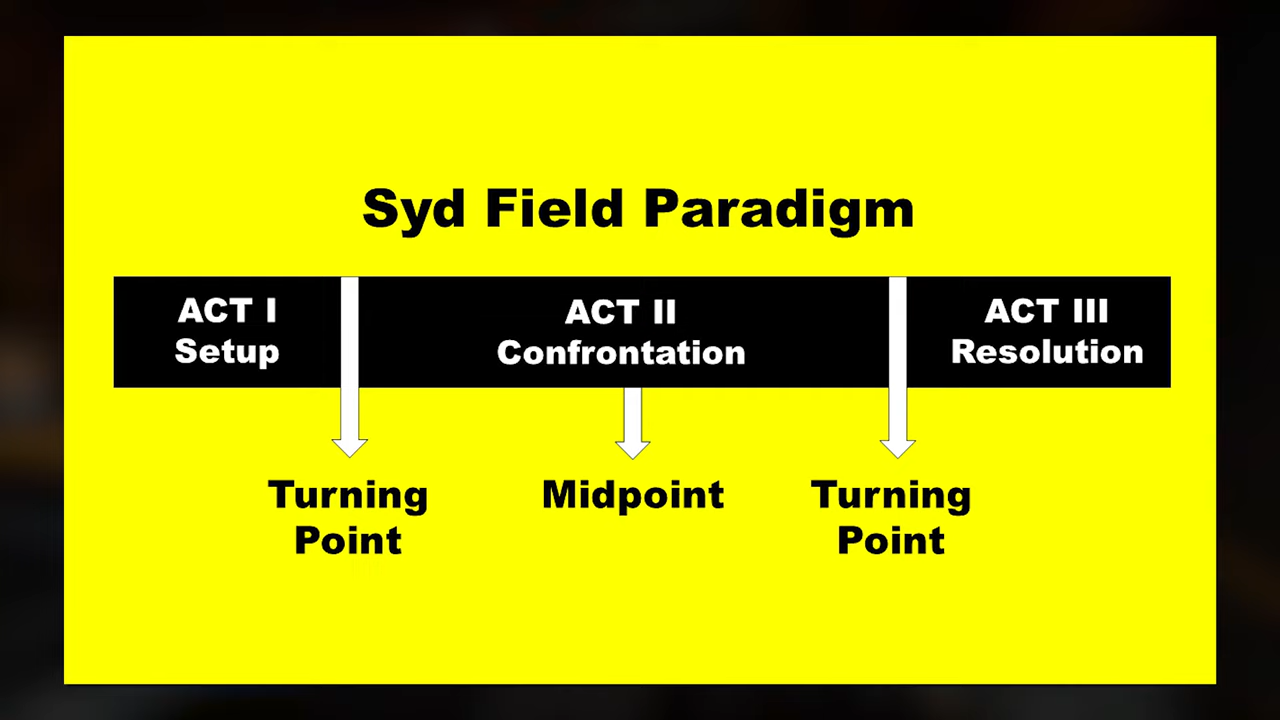 Syd Field Paradigm
ACT I
Setup
ACT II
Confrontation
ACT III
Resolution
Turning
Point
Midpoint
Turning
Point